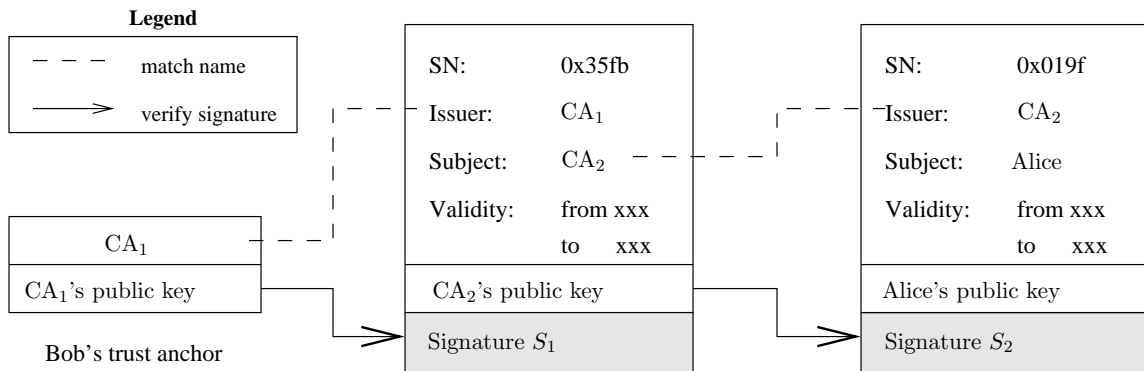 Legend
match name
verify signature
CA₁
CA₁'s public key
Bob's trust anchor
SN: 0x35fb
Issuer: CA₁
Subject: CA₂
Validity: from xxx
to xxx
CA₂'s public key
Signature S₁
SN: 0x019f
Issuer: CA₂
Subject: Alice
Validity: from xxx
to xxx
Alice's public key
Signature S₂